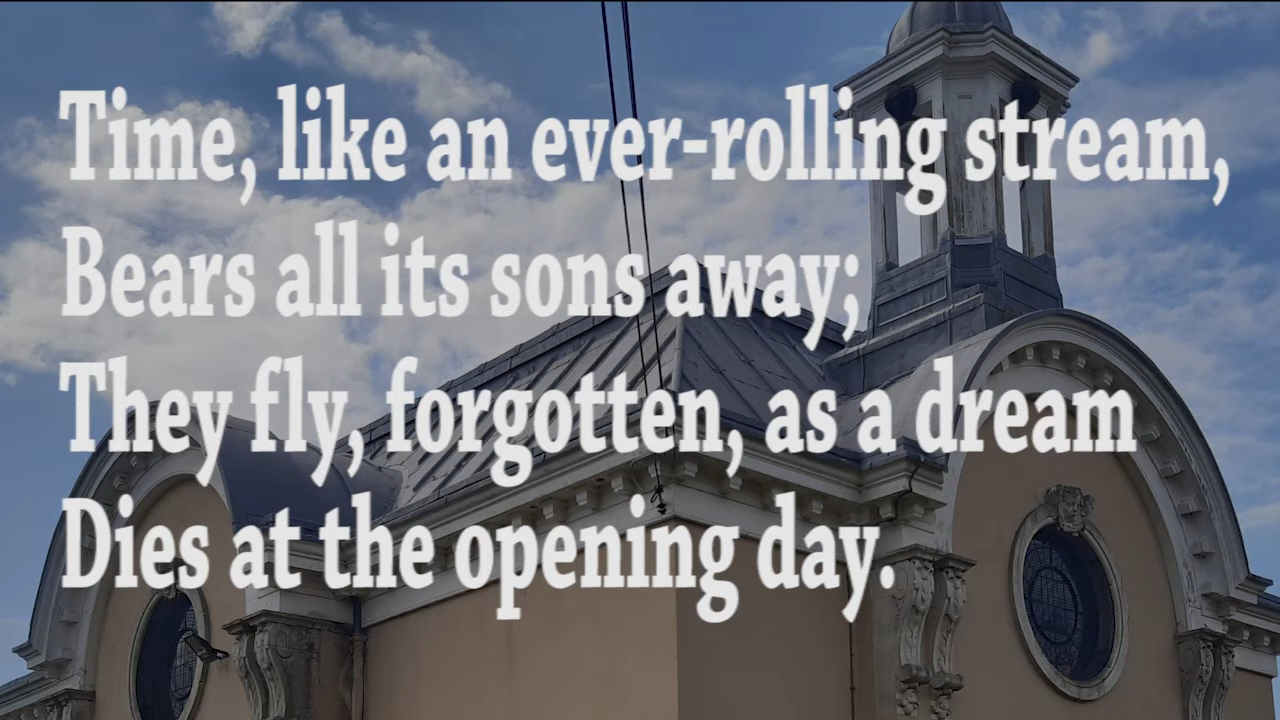 Time, like an ever-rolling stream,
Bears all its sons away;
They fly, forgotten, as a dream
Dies at the opening day.